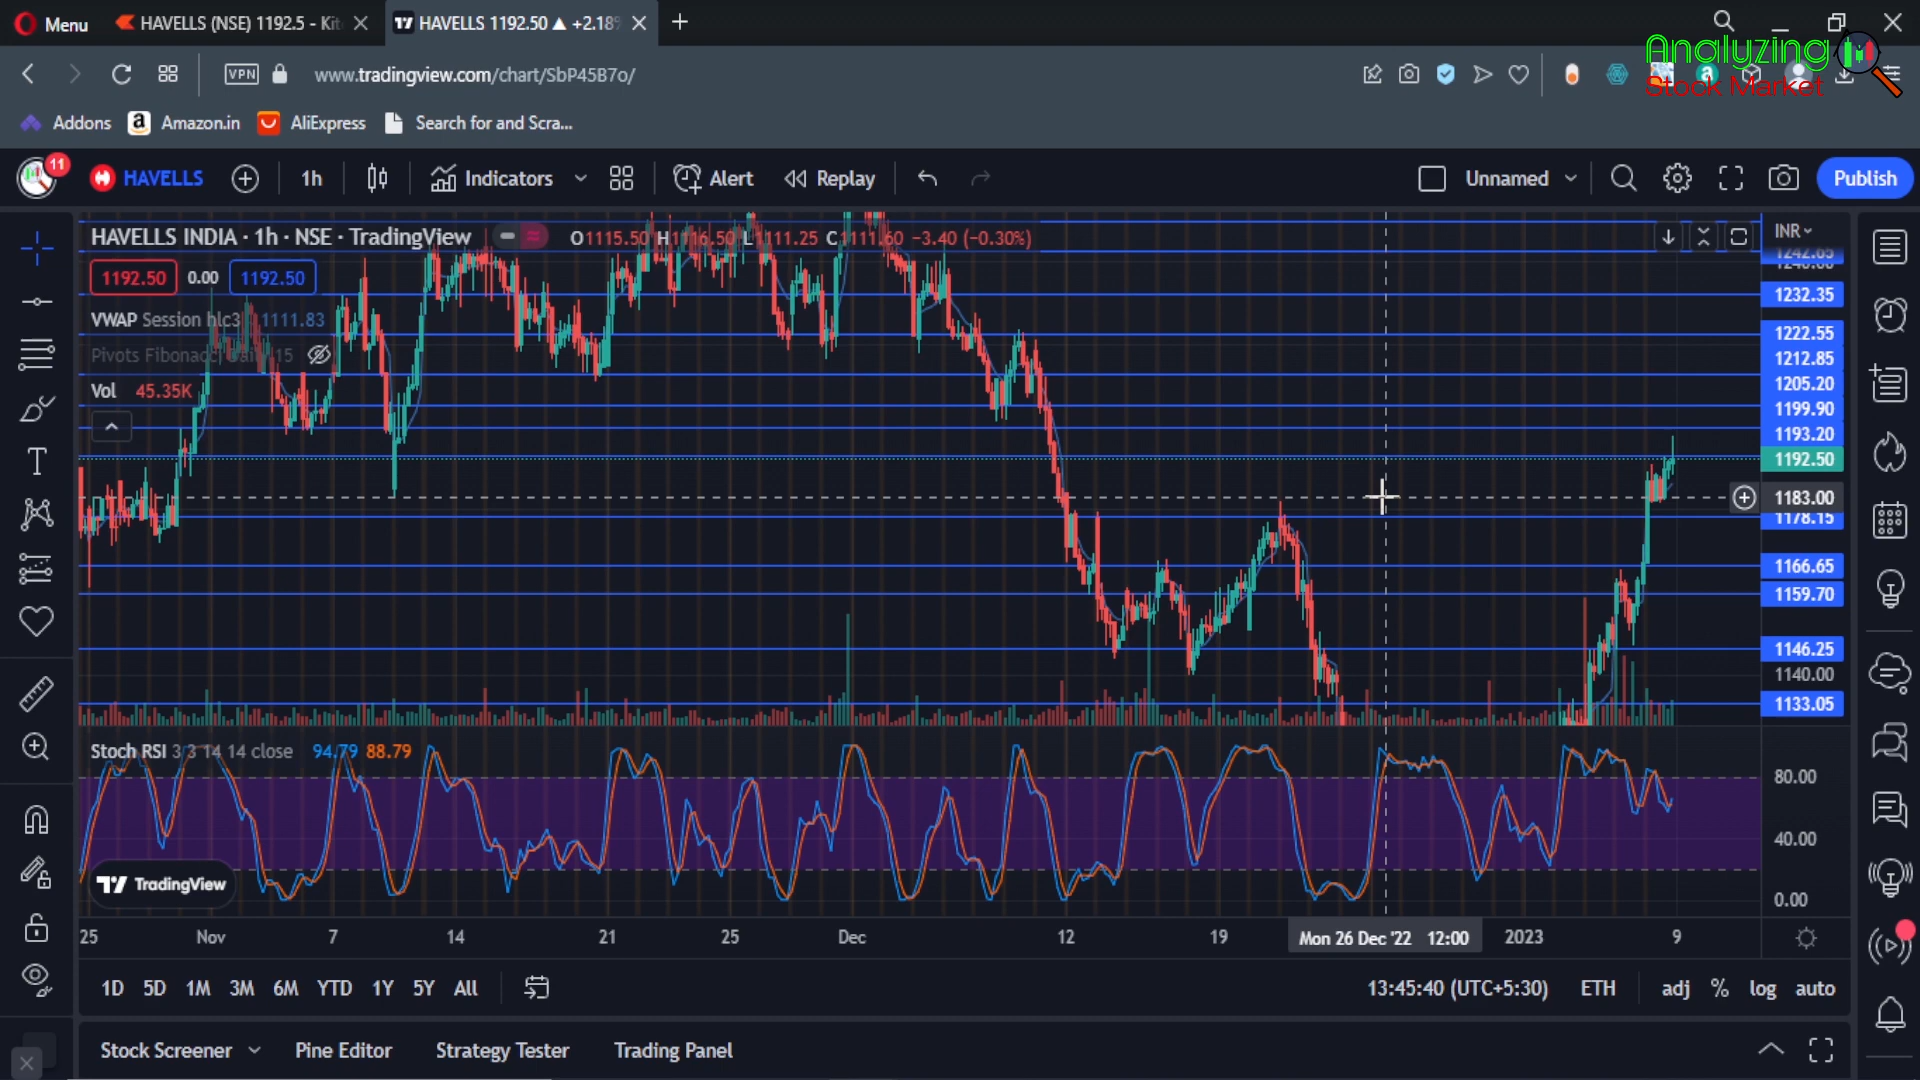 Menu
HAVELLS (NSE) 1192.5 - Kit
HAVELLS 1192.50 ▲ +2.18%
Analyzing
Stock Market
VPN
www.tradingview.com/chart/SbP45B7o/
Addons
Amazon.in
AliExpress
Search for and Scra...
11
HAVELLS
1h
Indicators
Alert
Replay
Unnamed
Publish
HAVELLS INDIA · 1h · NSE · TradingView
O1115.50 H1116.50 L1111.25 C1111.60 −3.40 (−0.30%)
INR
1242.65
1192.50
0.00
1192.50
1232.35
VWAP Session hlc3 1111.83
1222.55
1212.85
1205.20
Vol 45.35K
1199.90
1193.20
1192.50
1183.00
1178.15
1166.65
1159.70
1146.25
1140.00
1133.05
Stoch RSI 3 3 14 14 close 94.79 88.79
80.00
40.00
TradingView
0.00
25
Nov
7
14
21
25
Dec
12
19
Mon 26 Dec '22 12:00
2023
9
1D
5D
1M
3M
6M
YTD
1Y
5Y
All
13:45:40 (UTC+5:30)
ETH
adj
%
log
auto
Stock Screener
Pine Editor
Strategy Tester
Trading Panel